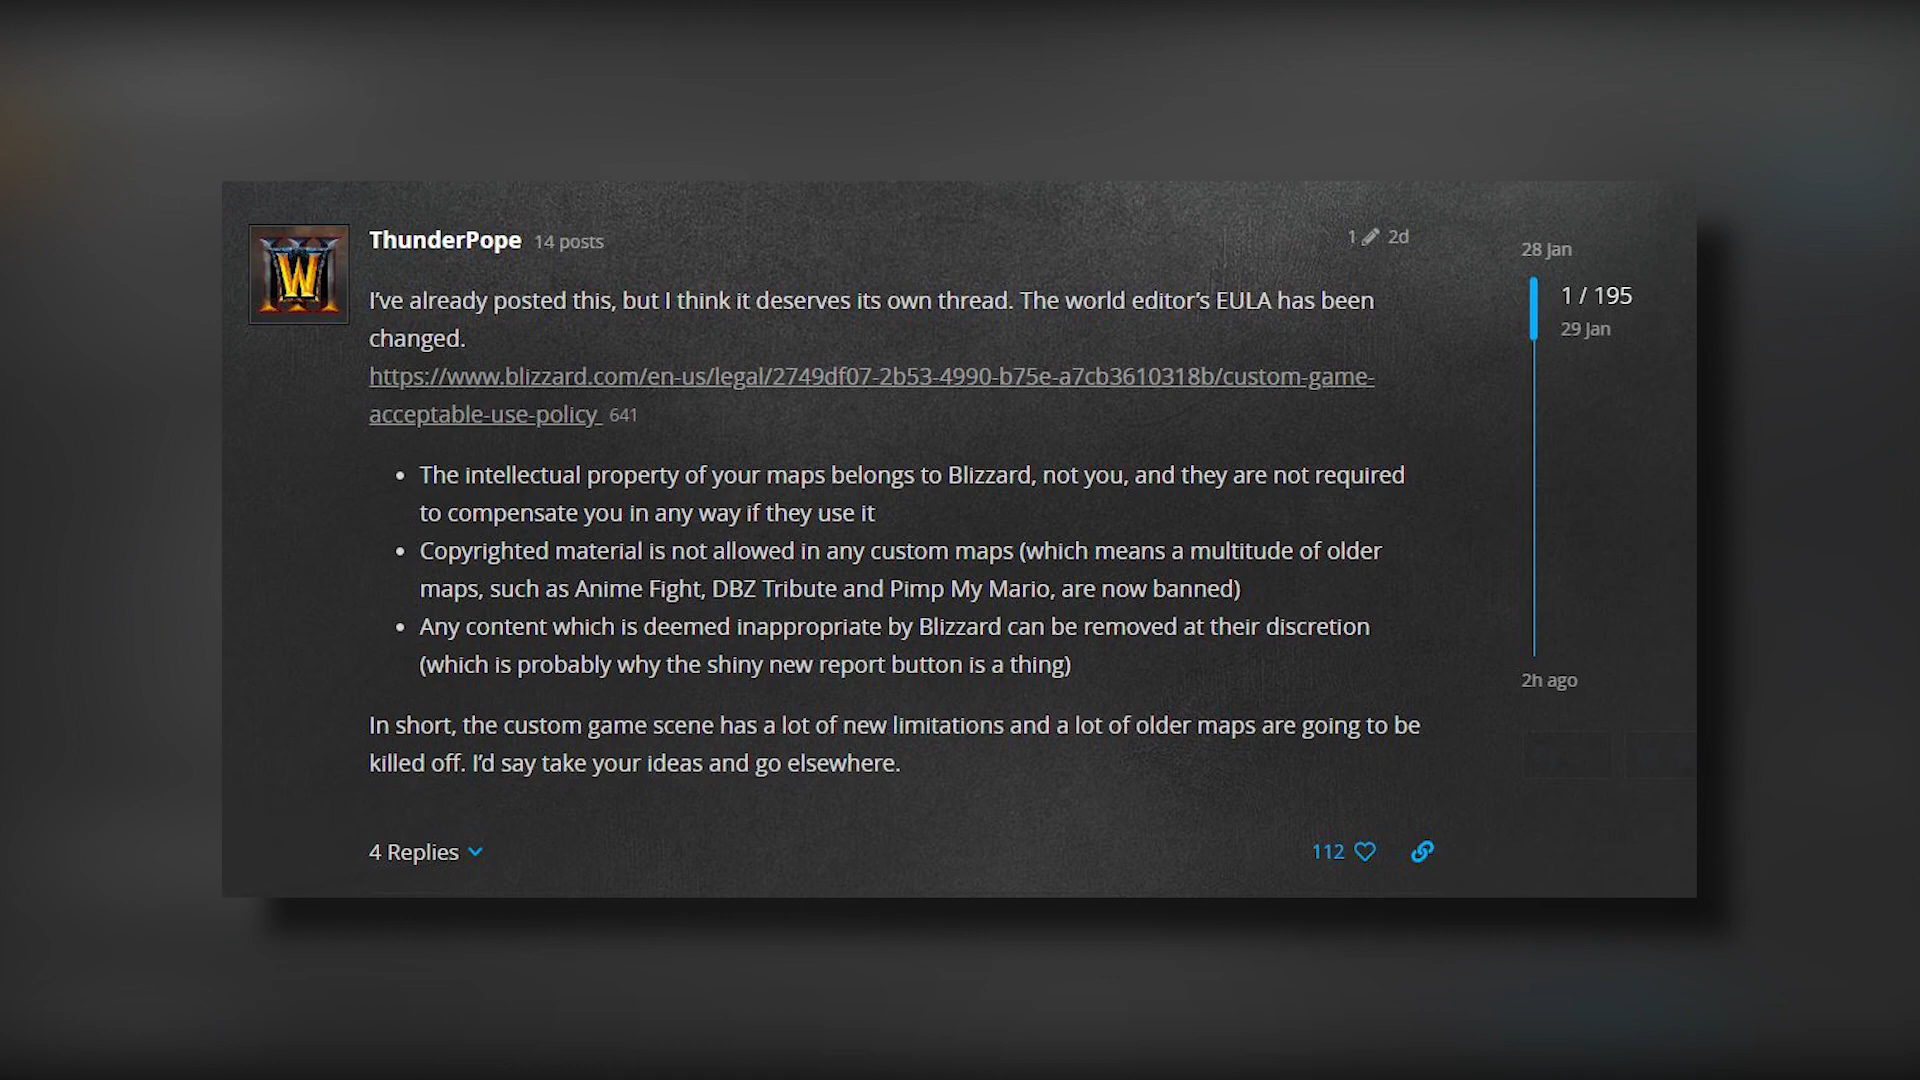 ThunderPope 14 posts
1 2d
28 Jan
I've already posted this, but I think it deserves its own thread. The world editor's EULA has been
changed.
https://www.blizzard.com/en-us/legal/2749df07-2b53-4990-b75e-a7cb3610318b/custom-game-
acceptable-use-policy 641
1 / 195
29 Jan
• The intellectual property of your maps belongs to Blizzard, not you, and they are not required
to compensate you in any way if they use it
• Copyrighted material is not allowed in any custom maps (which means a multitude of older
maps, such as Anime Fight, DBZ Tribute and Pimp My Mario, are now banned)
• Any content which is deemed inappropriate by Blizzard can be removed at their discretion
(which is probably why the shiny new report button is a thing)
2h ago
In short, the custom game scene has a lot of new limitations and a lot of older maps are going to be
killed off. I'd say take your ideas and go elsewhere.
4 Replies
112